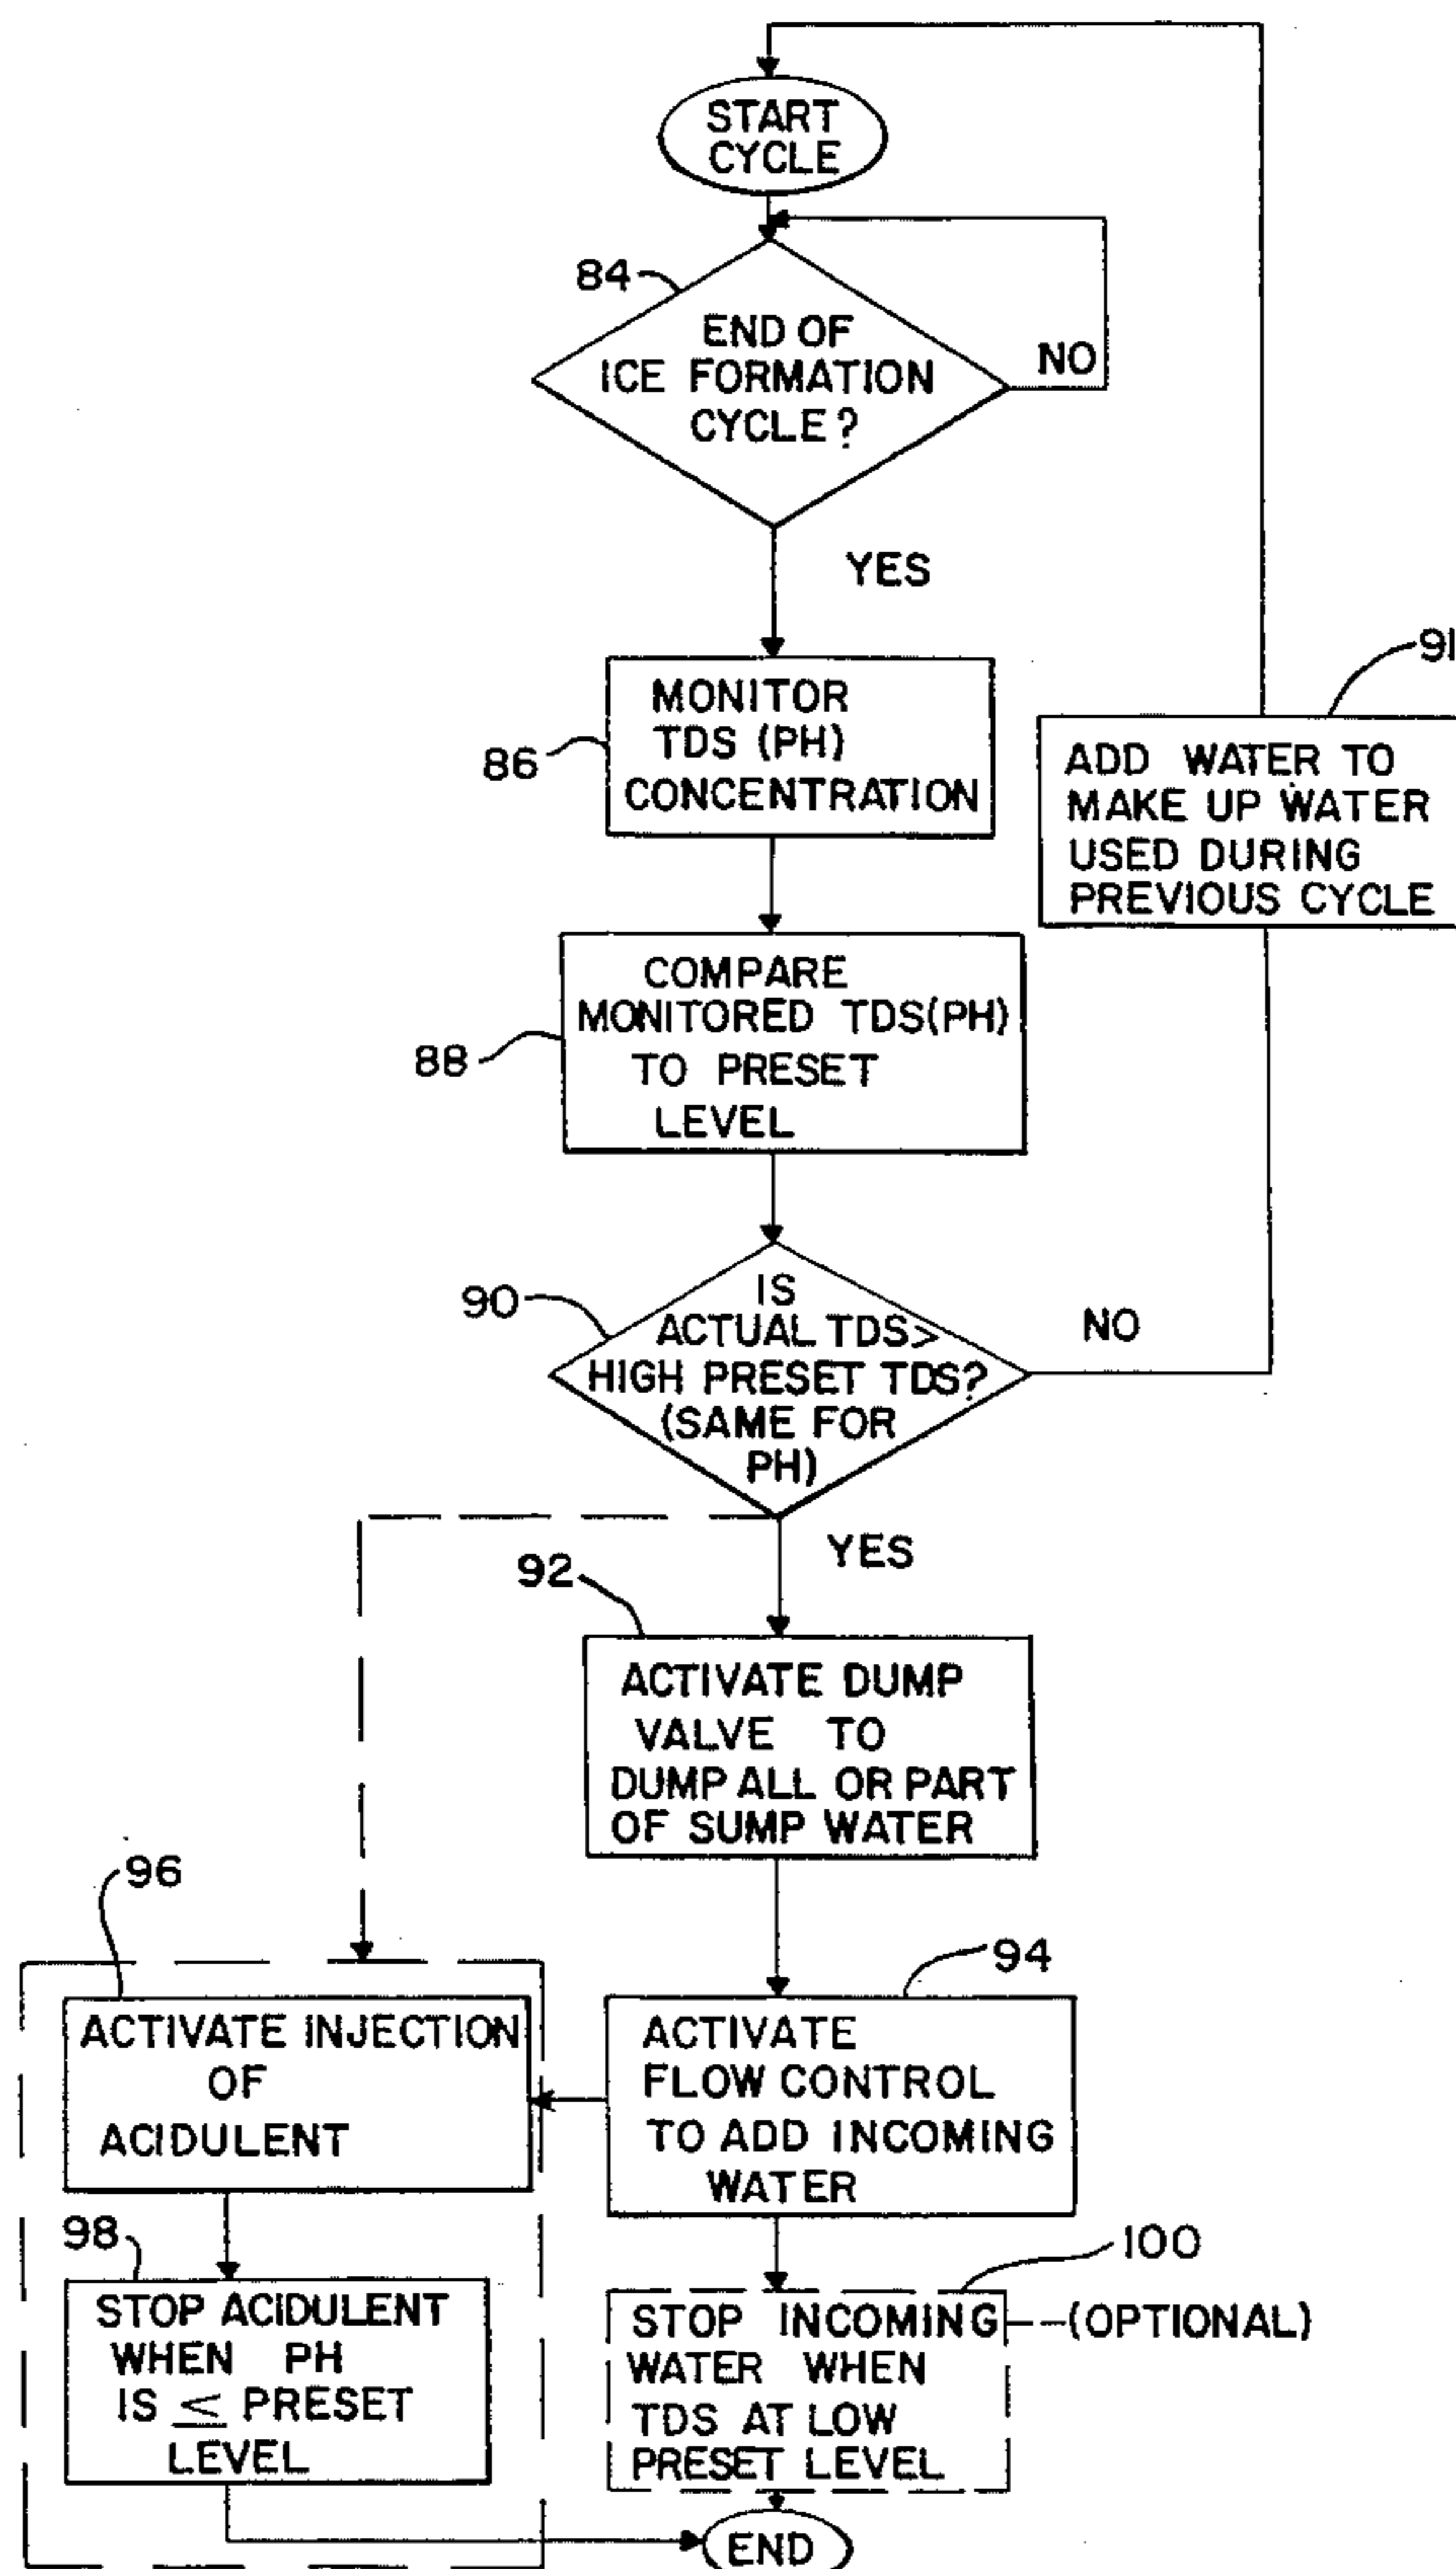 START
CYCLE
84
END OF
ICE FORMATION
CYCLE?
NO
YES
86
MONITOR
TDS (PH)
CONCENTRATION
91
ADD WATER TO
MAKE UP WATER
USED DURING
PREVIOUS CYCLE
88
COMPARE
MONITORED TDS(PH)
TO PRESET
LEVEL
90
IS
ACTUAL TDS>
HIGH PRESET TDS?
(SAME FOR
PH)
NO
YES
92
ACTIVATE DUMP
VALVE TO
DUMP ALL OR PART
OF SUMP WATER
96
ACTIVATE INJECTION
OF
ACIDULENT
94
ACTIVATE
FLOW CONTROL
TO ADD INCOMING
WATER
98
STOP ACIDULENT
WHEN PH
IS ≤ PRESET
LEVEL
100
STOP INCOMING
WATER WHEN
TDS AT LOW
PRESET LEVEL
(OPTIONAL)
END